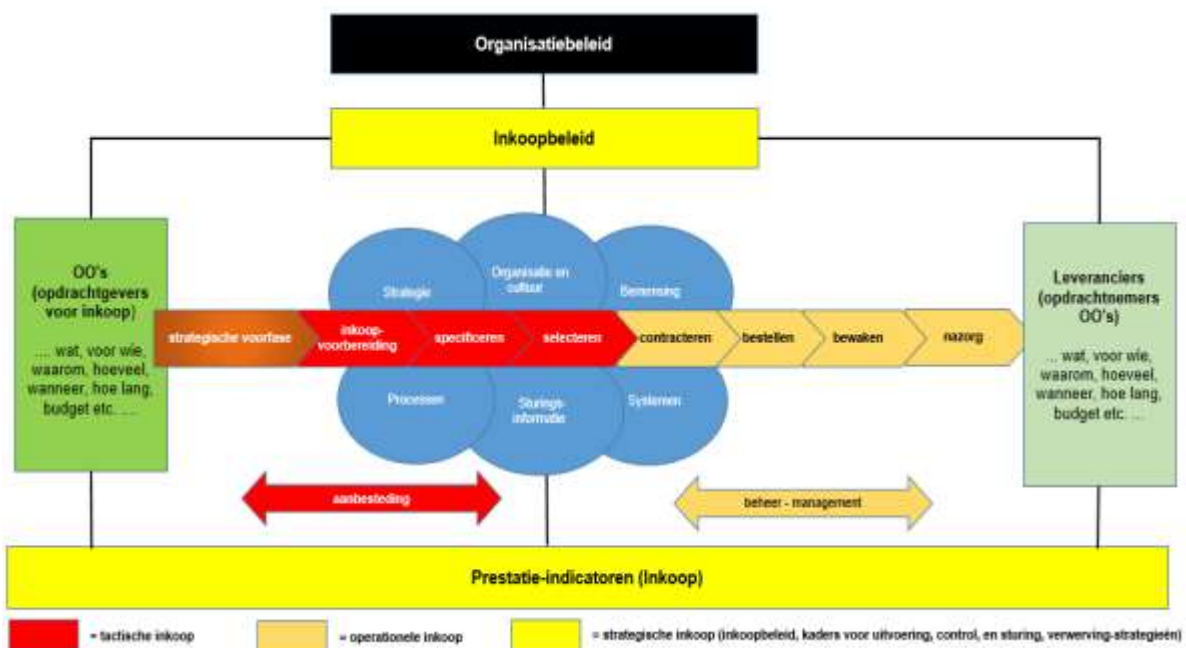 Organisatiebeleid
Inkoopbeleid
OO's
(opdrachtgevers
voor inkoop)
.... wat, voor wie,
waarom, hoeveel,
wanneer, hoe lang,
budget etc. ....
Strategie
Organisatie en
cultuur
Bemensing
strategische voorfase
inkoop-
voorbereiding
specificeren
selecteren
contracteren
bestellen
bewaken
nazorg
Processen
Sturings-
informatie
Systemen
aanbesteding
beheer - management
Leveranciers
(opdrachtnemers
OO's)
... wat, voor wie,
waarom, hoeveel,
wanneer, hoe lang,
budget etc. ...
Prestatie-indicatoren (Inkoop)
= tactische inkoop
= operationele inkoop
= strategische inkoop (inkoopbeleid, kaders voor uitvoering, control, en sturing, verwerving-strategieën)